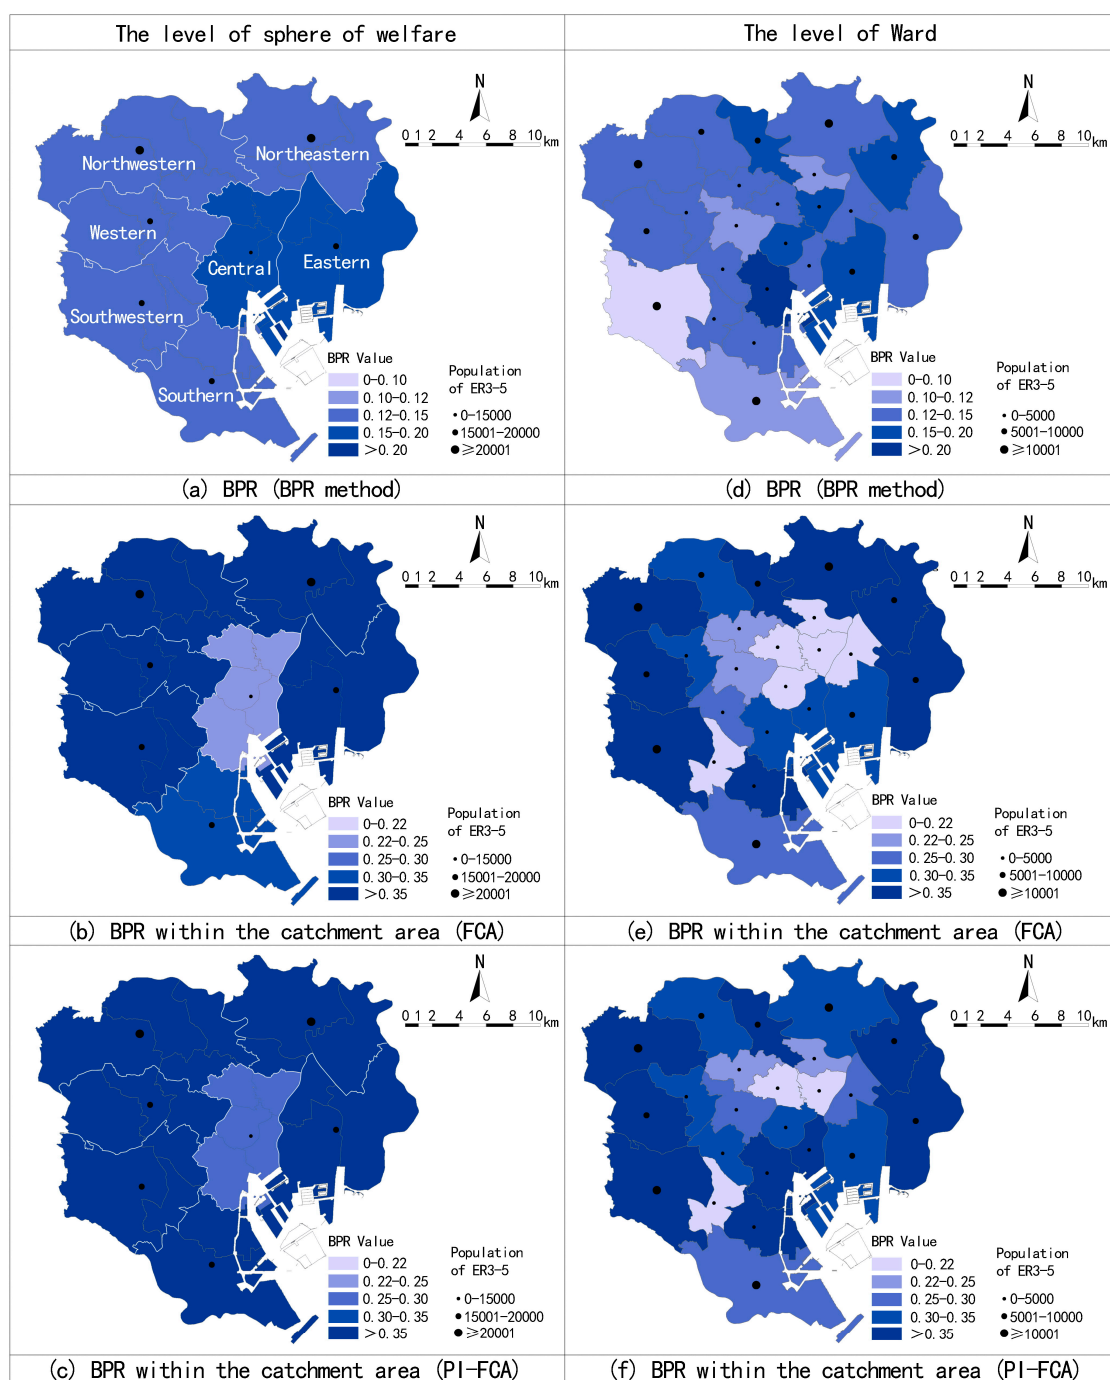 The level of sphere of welfare
The level of Ward
N
0 1 2 4 6 8 10 km
Northwestern
Northeastern
Western
Central
Eastern
Southwestern
Southern
BPR Value
0-0.10
0.10-0.12
0.12-0.15
0.15-0.20
>0.20
Population
of ER3-5
0-15000
15001-20000
≥20001
N
0 1 2 4 6 8 10 km
BPR Value
0-0.10
0.10-0.12
0.12-0.15
0.15-0.20
>0.20
Population
of ER3-5
0-5000
5001-10000
≥10001
(a) BPR (BPR method)
(d) BPR (BPR method)
N
0 1 2 4 6 8 10 km
BPR Value
0-0.22
0.22-0.25
0.25-0.30
0.30-0.35
>0.35
Population
of ER3-5
0-15000
15001-20000
≥20001
N
0 1 2 4 6 8 10 km
BPR Value
0-0.22
0.22-0.25
0.25-0.30
0.30-0.35
>0.35
Population
of ER3-5
0-5000
5001-10000
≥10001
(b) BPR within the catchment area (FCA)
(e) BPR within the catchment area (FCA)
N
0 1 2 4 6 8 10 km
BPR Value
0-0.22
0.22-0.25
0.25-0.30
0.30-0.35
>0.35
Population
of ER3-5
0-15000
15001-20000
≥20001
N
0 1 2 4 6 8 10 km
BPR Value
0-0.22
0.22-0.25
0.25-0.30
0.30-0.35
>0.35
Population
of ER3-5
0-5000
5001-10000
≥10001
(c) BPR within the catchment area (PI-FCA)
(f) BPR within the catchment area (PI-FCA)